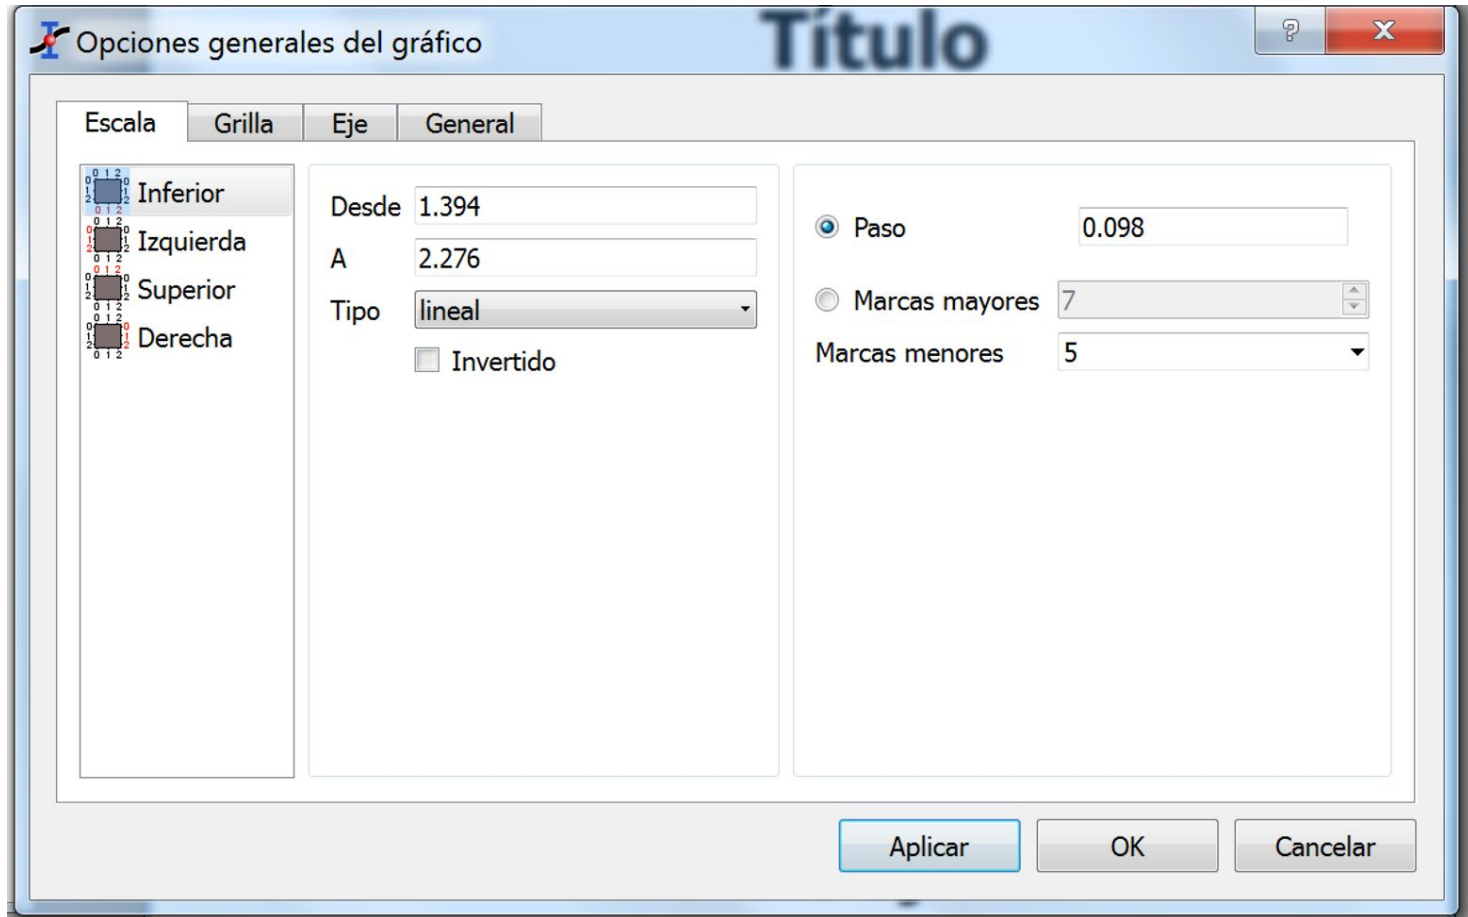 Título
Opciones generales del gráfico
Escala Grilla Eje General
Inferior
Izquierda
Superior
Derecha
Desde 1.394
A 2.276
Tipo lineal
Invertido
Paso 0.098
Marcas mayores 7
Marcas menores 5
Aplicar OK Cancelar